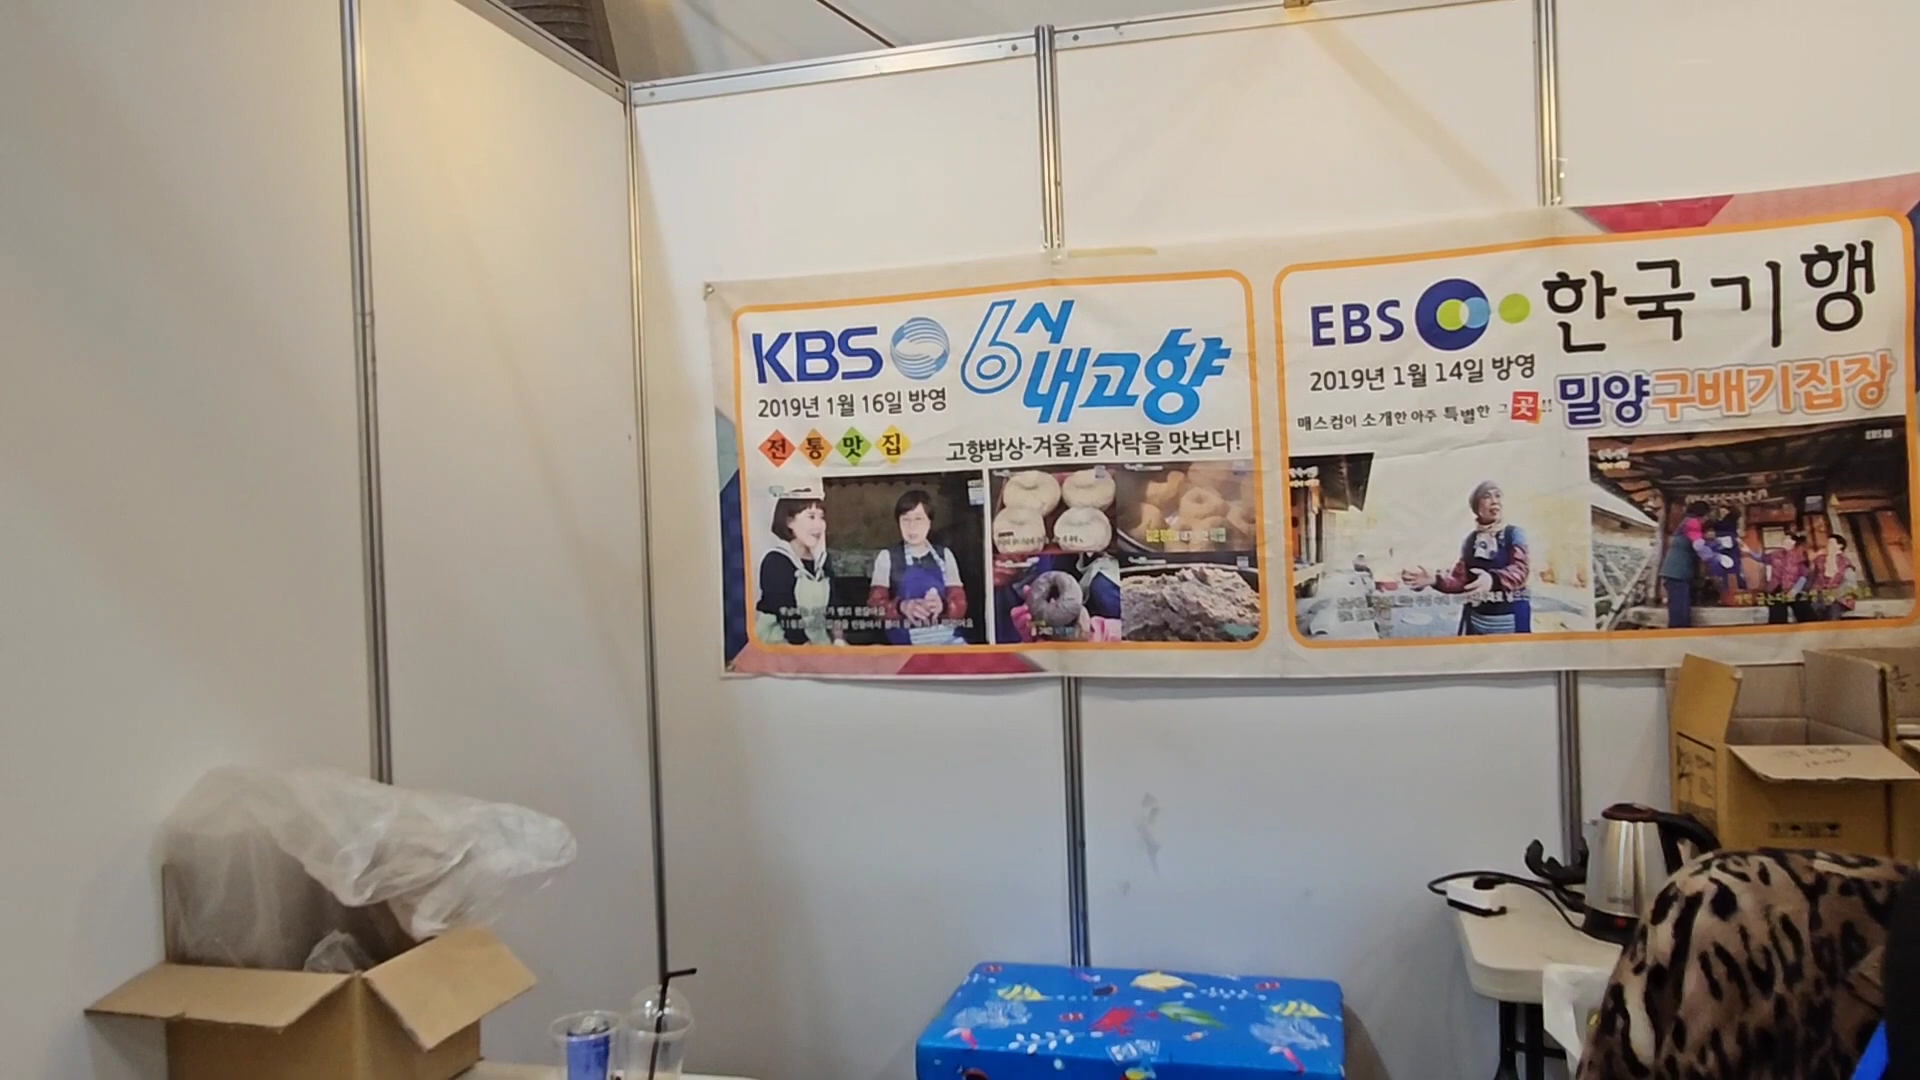 KBS 6시 내고향
2019년 1월 16일 방영
전통맛집
고향밥상-겨울,끝자락을 맛보다!
EBS 한국기행
2019년 1월 14일 방영
매스컴이 소개한 아주 특별한 그 곳!!
밀양구배기집장
EBS